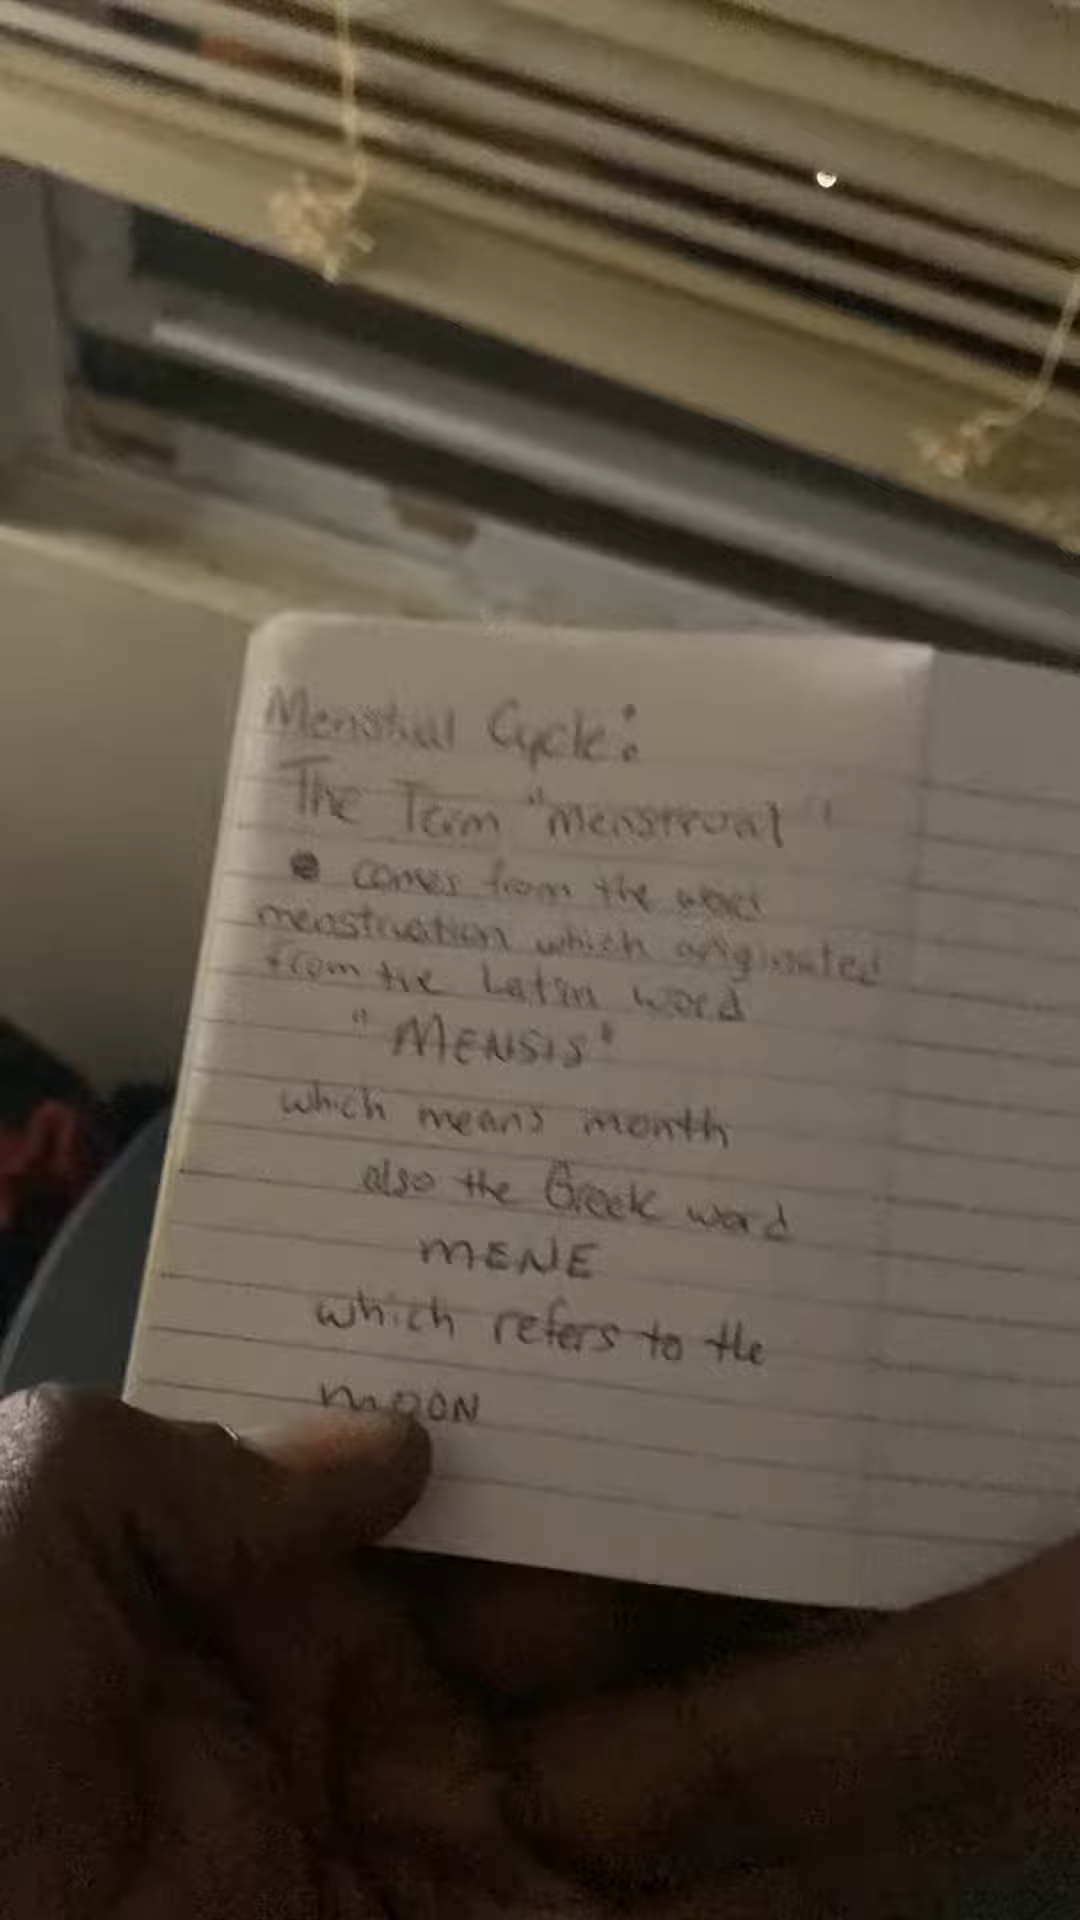 Menstrual Cycle:
The Term "menstrual"
• comes from the word
menstruation which originated
from the Latin word
"MENSIS"
which means month
also the Greek word
MENE
which refers to the
MOON